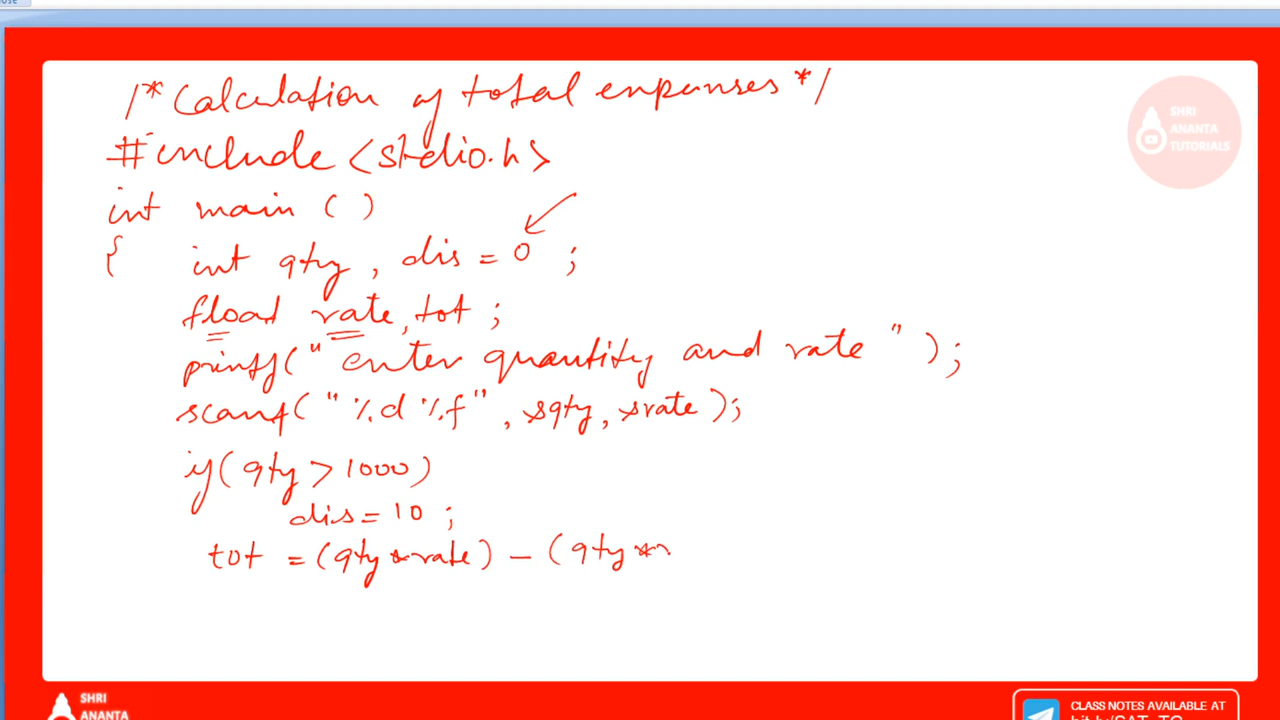 /*Calculation of total expenses*/
SHRI
ANANTA
TUTORIALS
#include <stdio.h>
int main ( )
{ int qty, dis = 0 ;
float rate, tot ;
printf(" enter quantity and rate ");
scanf(" %d %f", &qty, &rate);
if(qty > 1000)
dis = 10 ;
tot = (qty*rate) - (qty*
SHRI
ANANTA
CLASS NOTES AVAILABLE AT